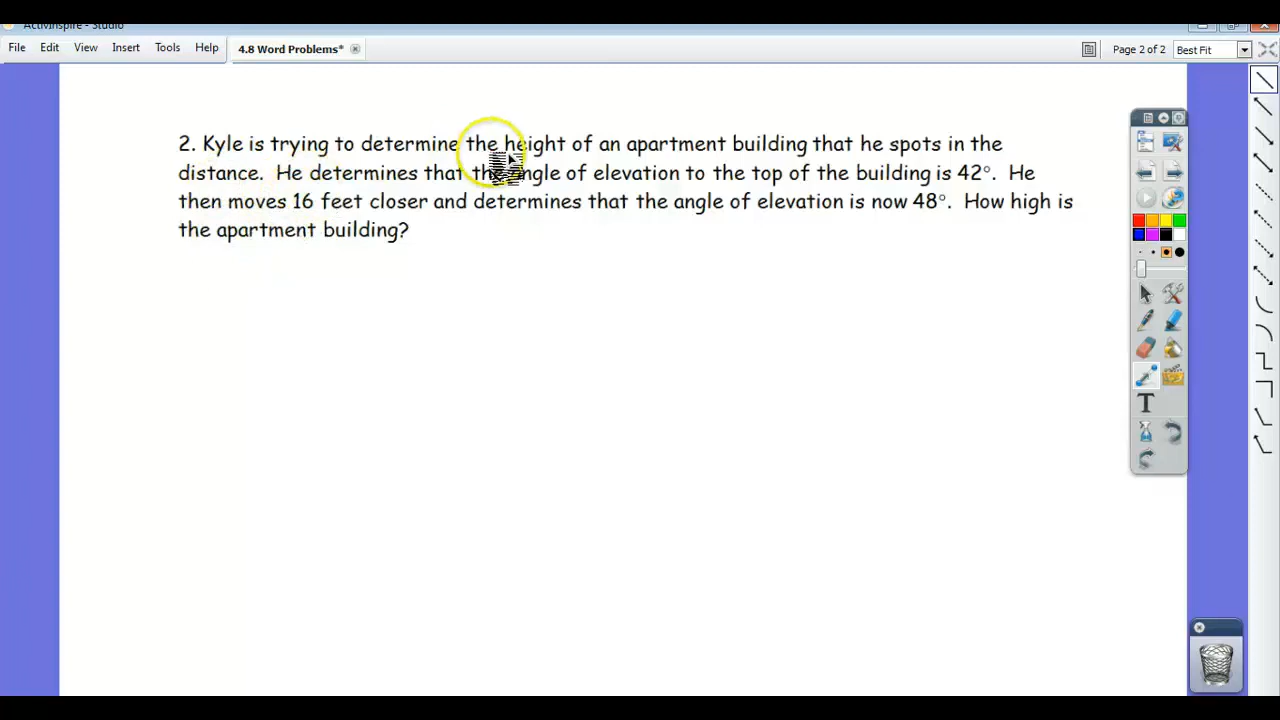 ActivInspire - Studio
File Edit View Insert Tools Help 4.8 Word Problems* Page 2 of 2 Best Fit
2. Kyle is trying to determine the height of an apartment building that he spots in the
distance. He determines that the angle of elevation to the top of the building is 42°. He
then moves 16 feet closer and determines that the angle of elevation is now 48°. How high is
the apartment building?
T